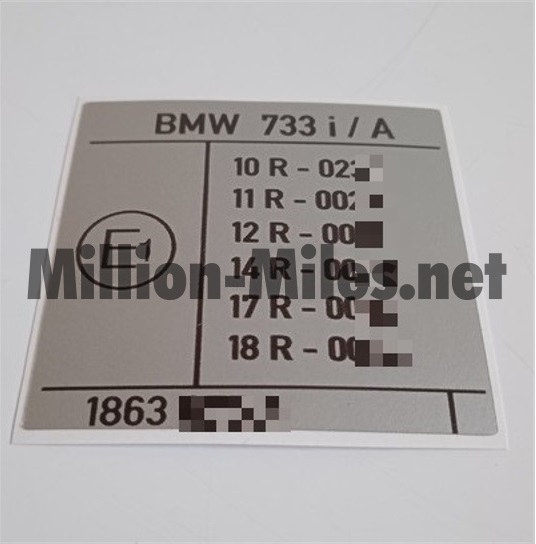 BMW 733 i / A
10 R - 02
11 R - 00
12 R - 00
E1
14 R - 00
Million-Miles.net
17 R - 00
18 R - 00
1863